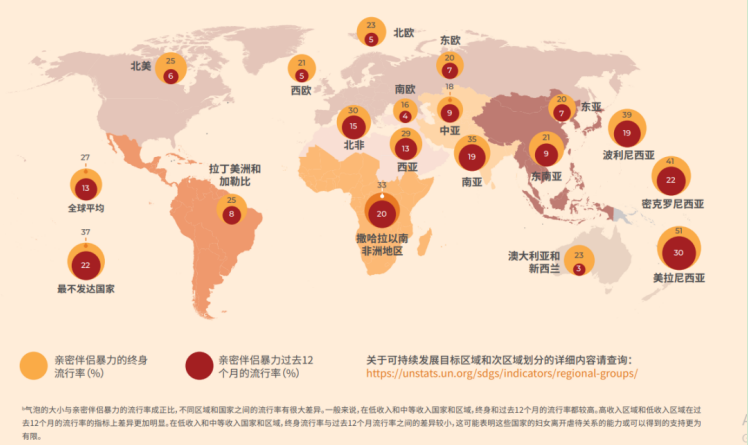 23
5
北欧
东欧
北美
25
6
21
5
西欧
20
7
南欧
16
4
18
9
中亚
20
7
东亚
30
15
北非
29
13
西亚
35
19
南亚
21
9
东南亚
39
19
波利尼西亚
27
13
全球平均
拉丁美洲和
加勒比
25
8
33
20
撒哈拉以南
非洲地区
41
22
密克罗尼西亚
37
22
最不发达国家
澳大利亚和
新西兰
23
3
51
30
美拉尼西亚
亲密伴侣暴力的终身
流行率(%)
亲密伴侣暴力过去12
个月的流行率(%)
关于可持续发展目标区域和次区域划分的详细内容请查询:
https://unstats.un.org/sdgs/indicators/regional-groups/
气泡的大小与亲密伴侣暴力的流行率成正比,不同区域和国家之间的流行率有很大差异。一般来说,在低收入和中等收入国家和区域,终身和过去12个月的流行率都较高。高收入区域和低收入区域在过
去12个月的流行率的指标上差异更加明显。在低收入和中等收入国家和区域,终身流行率与过去12个月流行率之间的差异较小,这可能表明这些国家的妇女离开虐待关系的能力或可以得到的支持更为
有限。